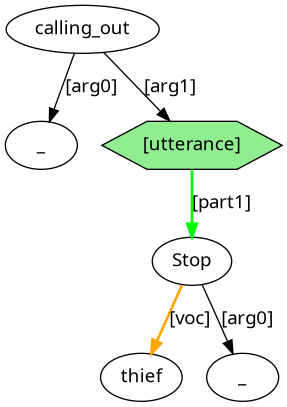 calling_out
[arg0] [arg1]
_ [utterance]
[part1]
Stop
[voc] [arg0]
thief _